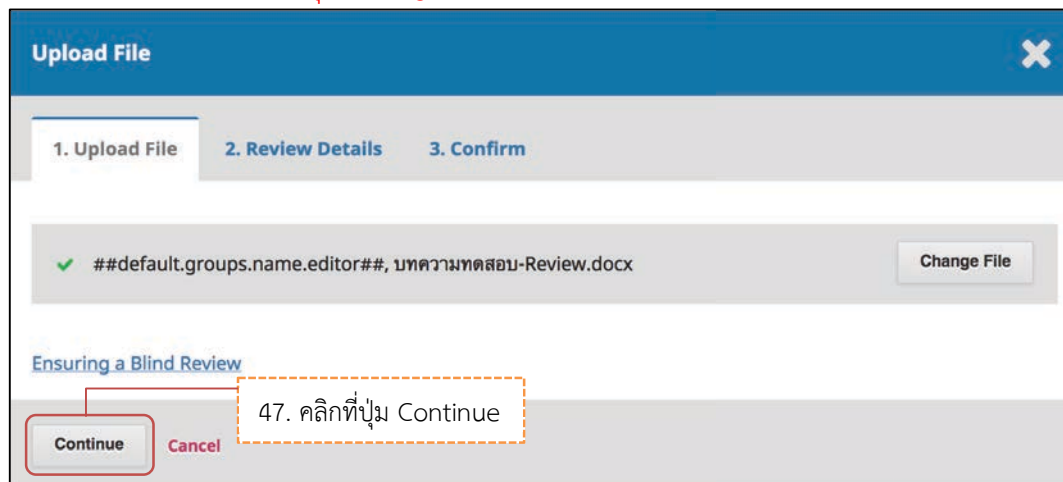 Upload File
1. Upload File
2. Review Details
3. Confirm
##default.groups.name.editor##, บทความทดสอบ-Review.docx
Change File
Ensuring a Blind Review
47. คลิกที่ปุ่ม Continue
Continue
Cancel